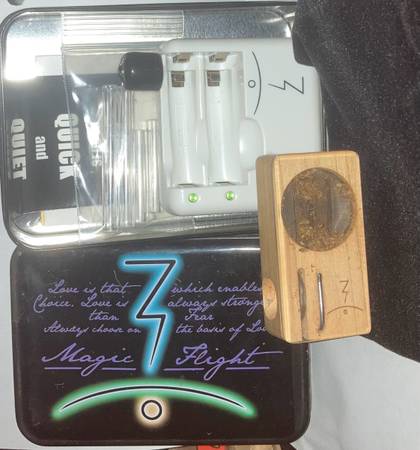 QUICK
and
QUIET
Love is that which enables
Choice. Love is always stronger
than Fear
Always choose on the basis of Lo
Magic Flight